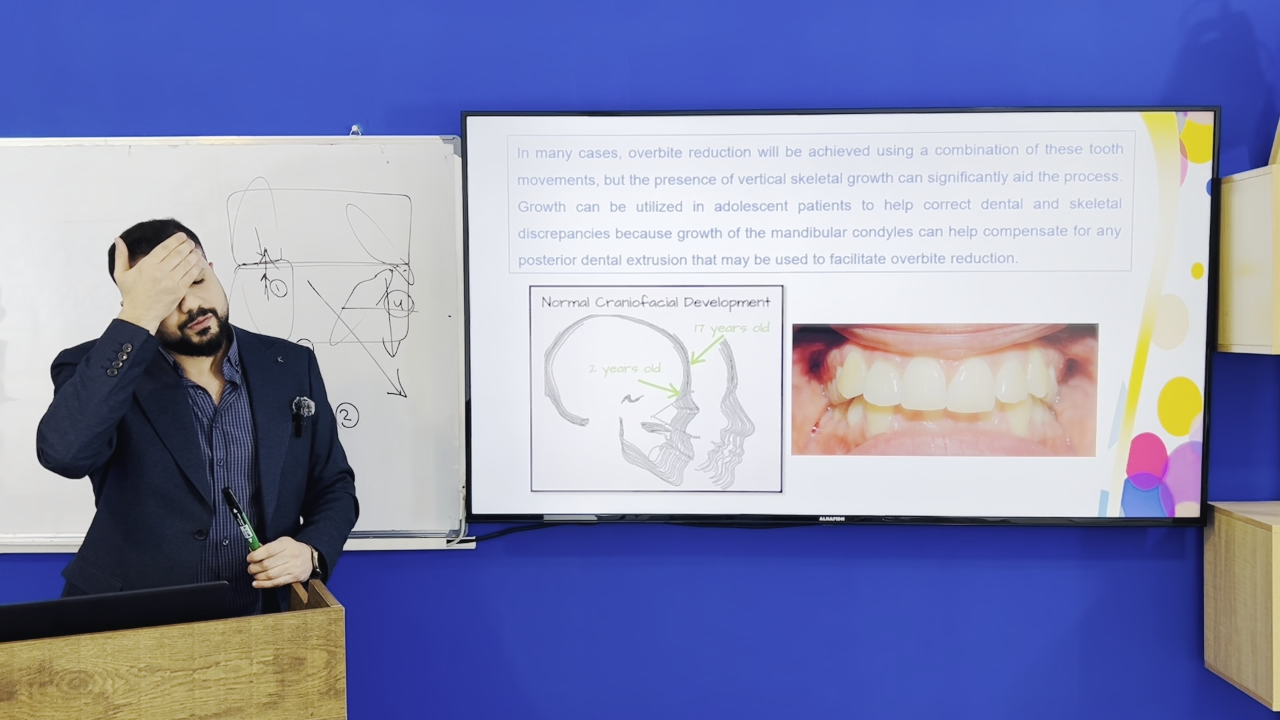 In many cases, overbite reduction will be achieved using a combination of these tooth
movements, but the presence of vertical skeletal growth can significantly aid the process.
Growth can be utilized in adolescent patients to help correct dental and skeletal
discrepancies because growth of the mandibular condyles can help compensate for any
posterior dental extrusion that may be used to facilitate overbite reduction.
Normal Craniofacial Development
17 years old
2 years old
1
4
2
ALHAFIDH